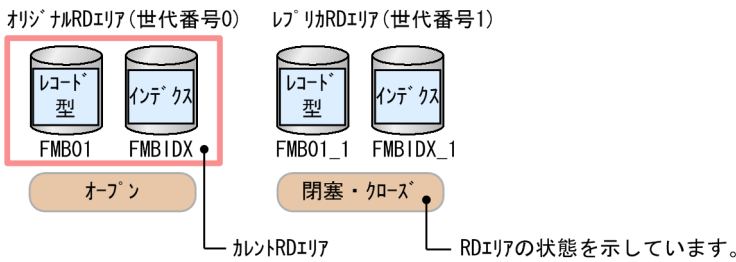 オリジナルRDエリア(世代番号0) レプリカRDエリア(世代番号1)
レコード型 インデクス レコード型 インデクス
FMB01 FMBIDX FMB01_1 FMBIDX_1
オープン 閉塞・クローズ
カレントRDエリア RDエリアの状態を示しています。